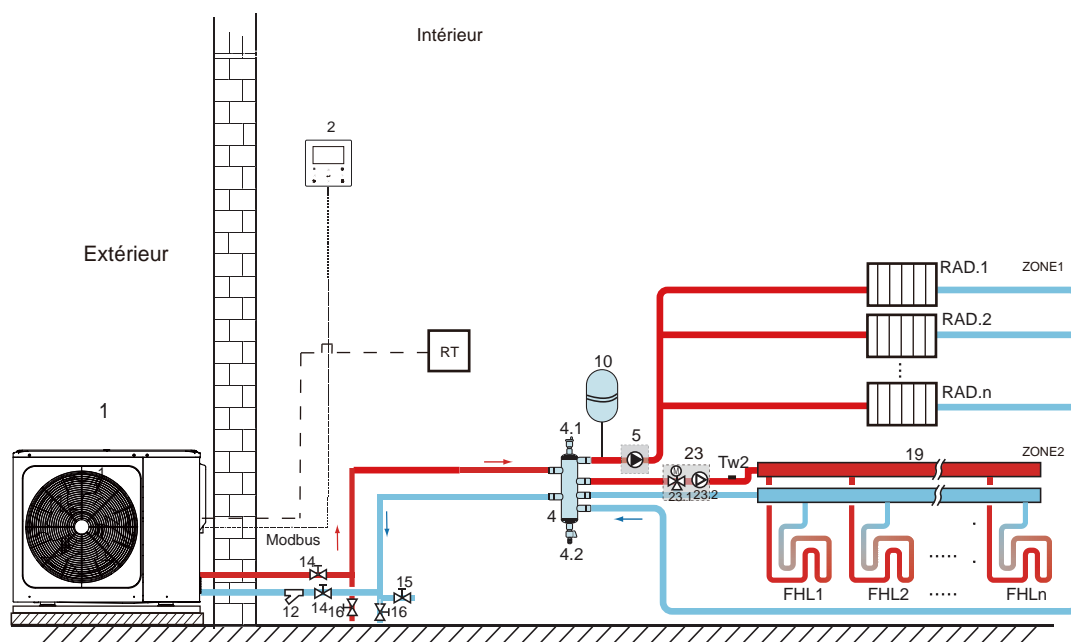 Intérieur
2
Extérieur
RAD.1
ZONE1
RAD.2
RT
10
RAD.n
1
4.1
5
23
Tw2
19
ZONE2
M
1
23.1
23.2
4
Modbus
4.2
14
15
12
14
16
16
FHL1
FHL2
FHLn